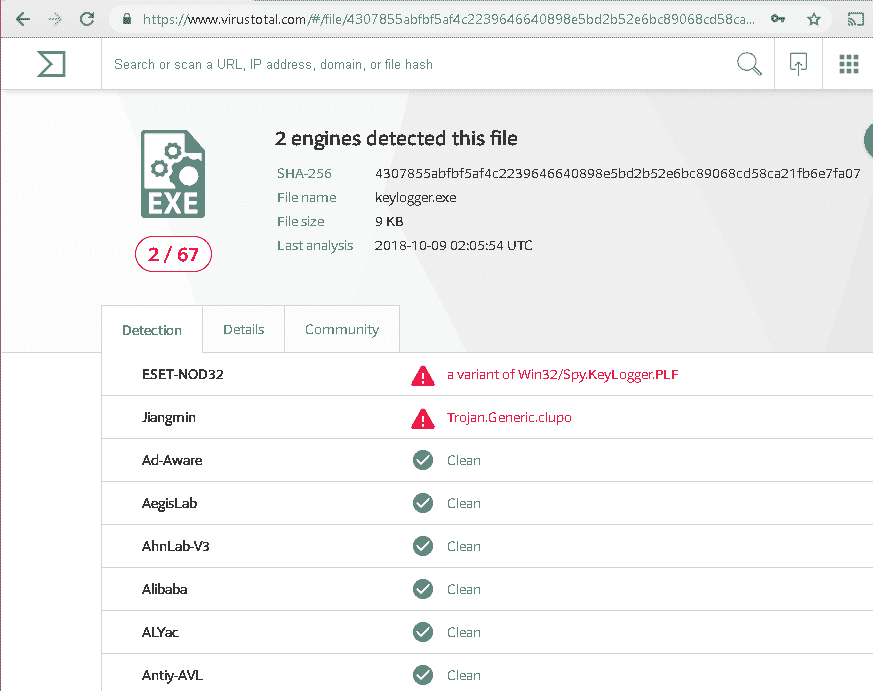 https://www.virustotal.com/#/file/4307855abfbf5af4c2239646640898e5bd2b52e6bc89068cd58ca...
Search or scan a URL, IP address, domain, or file hash
EXE
2 / 67
2 engines detected this file
SHA-256 4307855abfbf5af4c2239646640898e5bd2b52e6bc89068cd58ca21fb6e7fa07
File name keylogger.exe
File size 9 KB
Last analysis 2018-10-09 02:05:54 UTC
Detection Details Community
ESET-NOD32 a variant of Win32/Spy.KeyLogger.PLF
Jiangmin Trojan.Generic.clupo
Ad-Aware Clean
AegisLab Clean
AhnLab-V3 Clean
Alibaba Clean
ALYac Clean
Antiy-AVL Clean